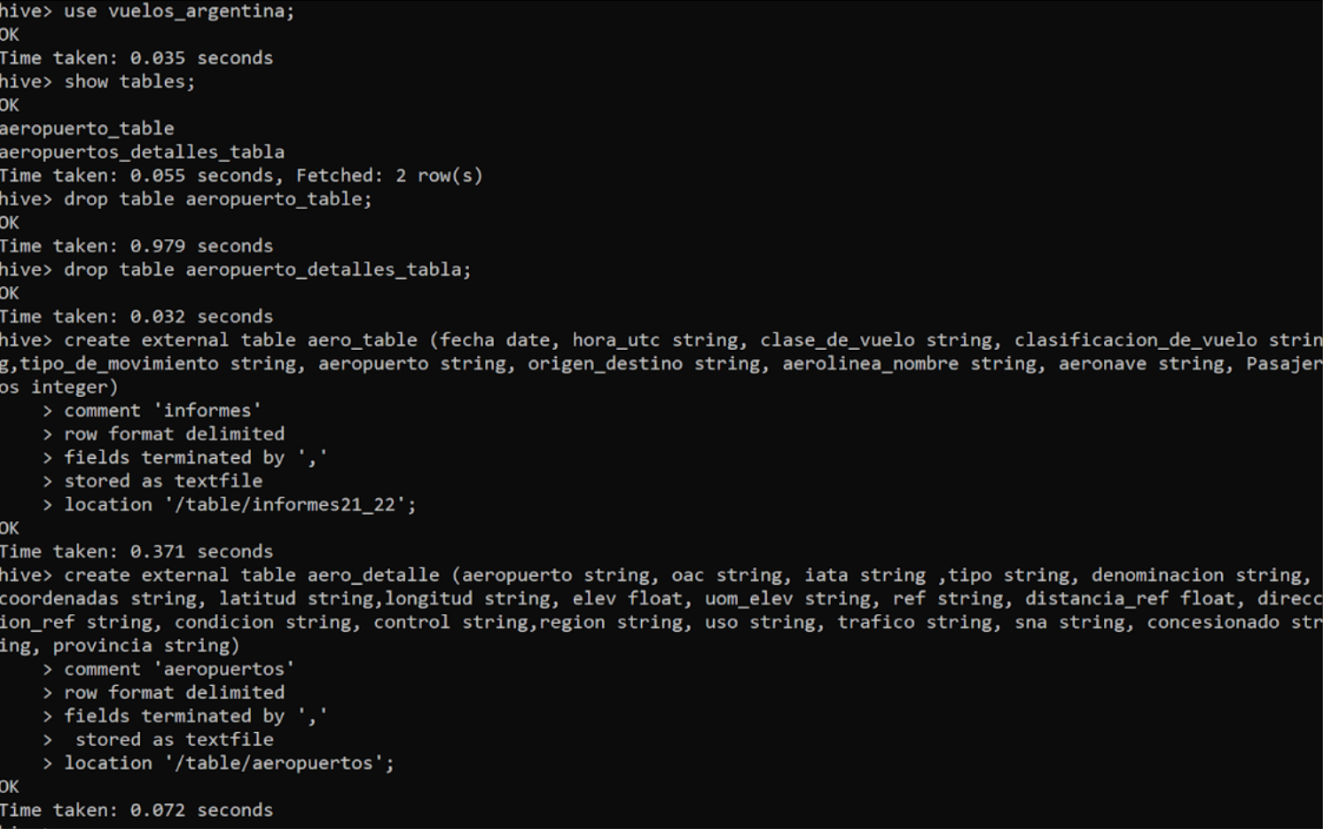 hive> use vuelos_argentina;
OK
Time taken: 0.035 seconds
hive> show tables;
OK
aeropuerto_table
aeropuertos_detalles_tabla
Time taken: 0.055 seconds, Fetched: 2 row(s)
hive> drop table aeropuerto_table;
OK
Time taken: 0.979 seconds
hive> drop table aeropuerto_detalles_tabla;
OK
Time taken: 0.032 seconds
hive> create external table aero_table (fecha date, hora_utc string, clase_de_vuelo string, clasificacion_de_vuelo strin
g,tipo_de_movimiento string, aeropuerto string, origen_destino string, aerolinea_nombre string, aeronave string, Pasajer
os integer)
> comment 'informes'
> row format delimited
> fields terminated by ','
> stored as textfile
> location '/table/informes21_22';
OK
Time taken: 0.371 seconds
hive> create external table aero_detalle (aeropuerto string, oac string, iata string ,tipo string, denominacion string,
coordenadas string, latitud string,longitud string, elev float, uom_elev string, ref string, distancia_ref float, direcc
ion_ref string, condicion string, control string,region string, uso string, trafico string, sna string, concesionado str
ing, provincia string)
> comment 'aeropuertos'
> row format delimited
> fields terminated by ','
>  stored as textfile
> location '/table/aeropuertos';
OK
Time taken: 0.072 seconds